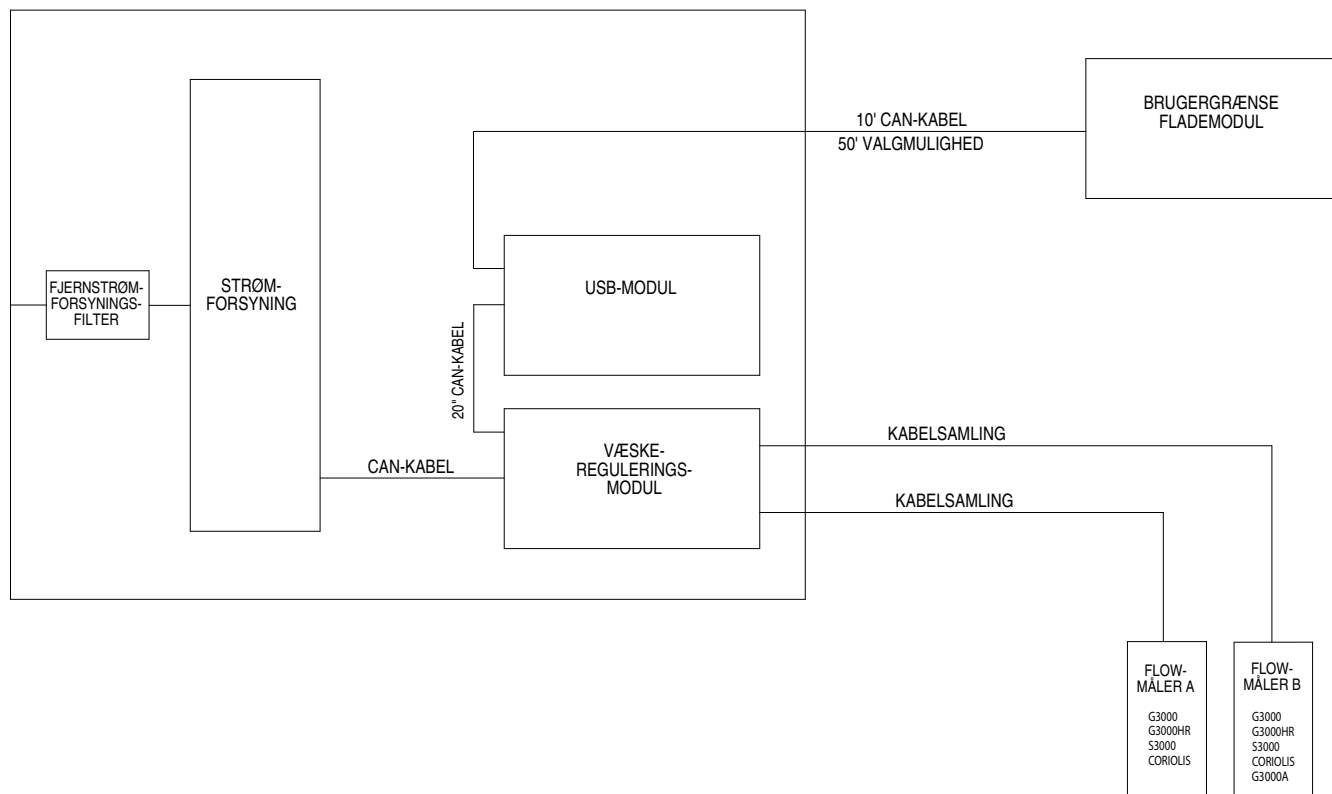 10' CAN-KABEL
50' VALGMULIGHED
BRUGERGRÆNSE
FLADEMODUL
FJERNSTRØM-
FORSYNINGS-
FILTER
STRØM-
FORSYNING
USB-MODUL
20" CAN-KABEL
CAN-KABEL
VÆSKE-
REGULERINGS-
MODUL
KABELSAMLING
KABELSAMLING
FLOW-
MÅLER A
G3000
G3000HR
S3000
CORIOLIS
FLOW-
MÅLER B
G3000
G3000HR
S3000
CORIOLIS
G3000A